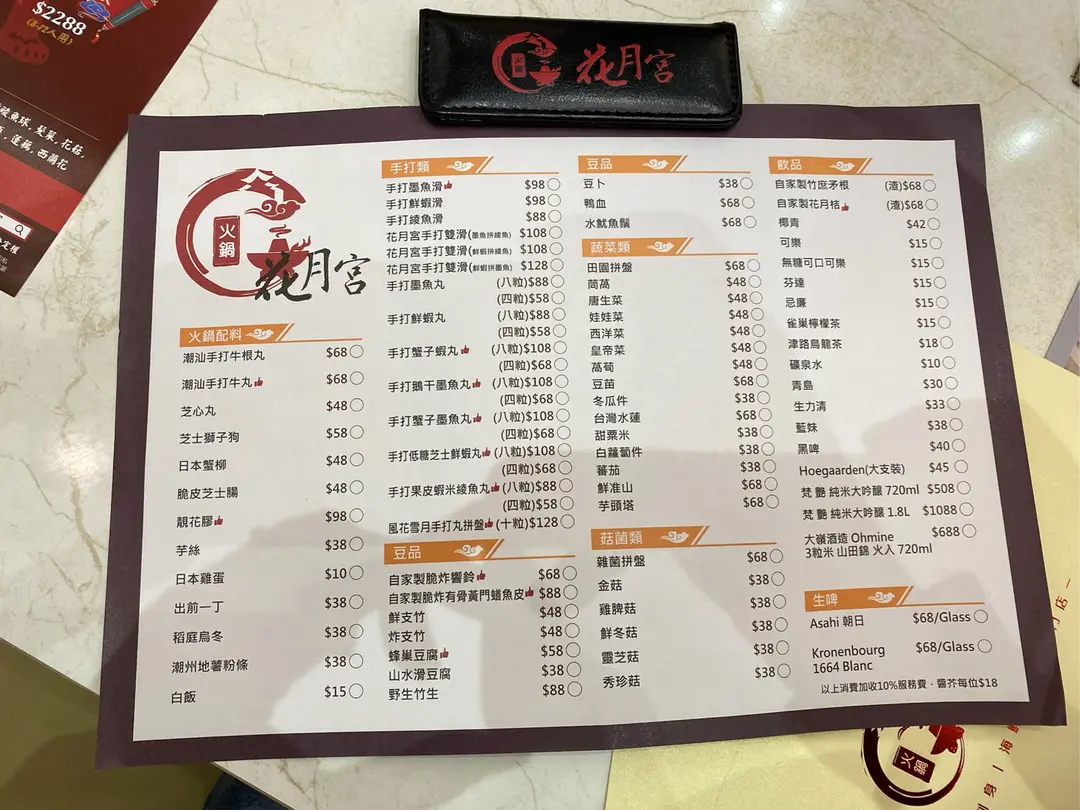 $2288
(8-12人用)
火鍋
花月宮
火鍋
花月宮
火鍋配料
潮汕手打牛根丸 $68
潮汕手打牛丸 $68
芝心丸 $48
芝士獅子狗 $58
日本蟹柳 $48
脆皮芝士腸 $48
靚花膠 $98
芋絲 $38
日本雞蛋 $10
出前一丁 $38
稻庭烏冬 $38
潮州地薯粉條 $38
白飯 $15
手打類
手打墨魚滑 $98
手打鮮蝦滑 $98
手打綾魚滑 $88
花月宮手打雙滑(墨魚拼綾魚) $108
花月宮手打雙滑(鮮蝦拼綾魚) $108
花月宮手打雙滑(鮮蝦拼墨魚) $128
手打墨魚丸 (八粒)$88
(四粒)$58
手打鮮蝦丸 (八粒)$88
(四粒)$58
手打蟹子蝦丸 (八粒)$108
(四粒)$68
手打鵝干墨魚丸 (八粒)$108
(四粒)$68
手打蟹子墨魚丸 (八粒)$108
(四粒)$68
手打低糖芝士鮮蝦丸 (八粒)$108
(四粒)$68
手打果皮蝦米綾魚丸 (八粒)$88
(四粒)$58
風花雪月手打丸拼盤 (十粒)$128
豆品
自家製脆炸響鈴 $68
自家製脆炸有骨黃門鱔魚皮 $88
鮮支竹 $48
炸支竹 $48
蜂巢豆腐 $58
山水滑豆腐 $38
野生竹生 $88
豆品
豆卜 $38
鴨血 $68
水魷魚鬚 $68
蔬菜類
田園拼盤 $68
茼萵 $48
唐生菜 $48
娃娃菜 $48
西洋菜 $48
皇帝菜 $48
萵荀 $48
豆苗 $68
冬瓜件 $38
台灣水蓮 $68
甜粟米 $38
白蘿蔔件 $38
蕃茄 $38
鮮准山 $68
芋頭塔 $68
菇菌類
雜菌拼盤 $68
金菇 $38
雞脾菇 $38
鮮冬菇 $38
靈芝菇 $38
秀珍菇 $38
飲品
自家製竹庶矛根 (渣)$68
自家製花月桔 (渣)$68
椰青 $42
可樂 $15
無糖可口可樂 $15
芬達 $15
忌廉 $15
雀巢檸檬茶 $15
津路烏龍茶 $18
礦泉水 $10
青島 $30
生力清 $33
藍妹 $38
黑啤 $40
Hoegaarden(大支裝) $45
梵 艷 純米大吟釀 720ml $508
梵 艷 純米大吟釀 1.8L $1088
大嶺酒造 Ohmine $688
3粒米 山田錦 火入 720ml
生啤
Asahi 朝日 $68/Glass
Kronenbourg $68/Glass
1664 Blanc
以上消費加收10%服務費，醬芥每位$18
火鍋